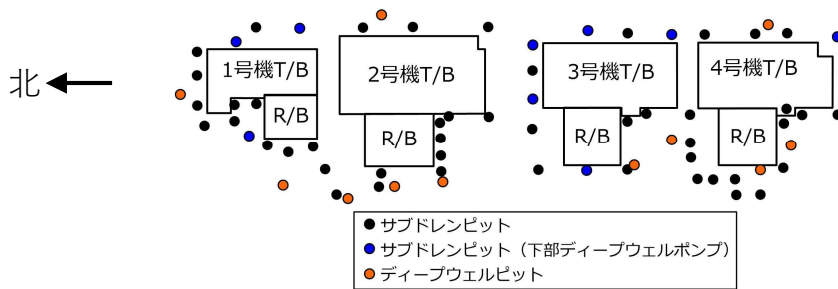 北
1号機T/B
R/B
2号機T/B
R/B
3号機T/B
R/B
4号機T/B
R/B
サブドレンピット
サブドレンピット（下部ディープウェルポンプ）
ディープウェルピット